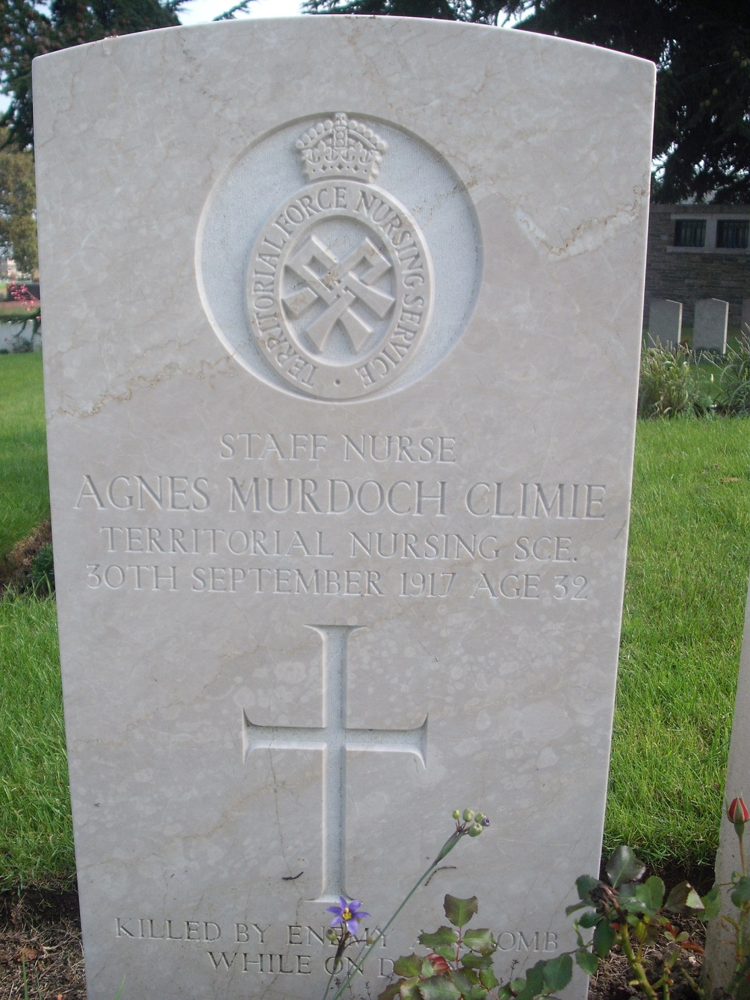 TERRITORIAL FORCE NURSING SERVICE
STAFF NURSE
AGNES MURDOCH CLIMIE
TERRITORIAL NURSING SCE.
30TH SEPTEMBER 1917 AGE 32
KILLED BY ENEMY
WHILE ON